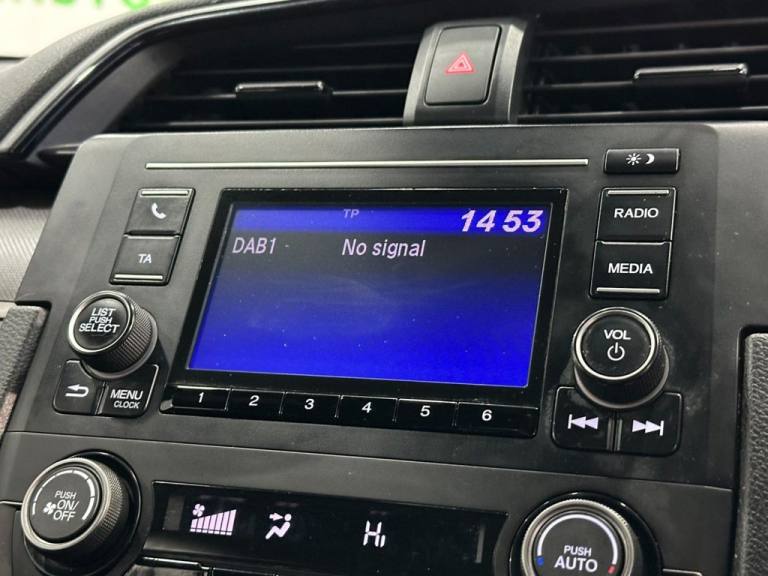 TP
14 53
DAB1 No signal
TA
LIST
PUSH
SELECT
MENU
CLOCK
1 2 3 4 5 6
RADIO
MEDIA
VOL
PUSH
ON/
OFF
Hi
PUSH
AUTO